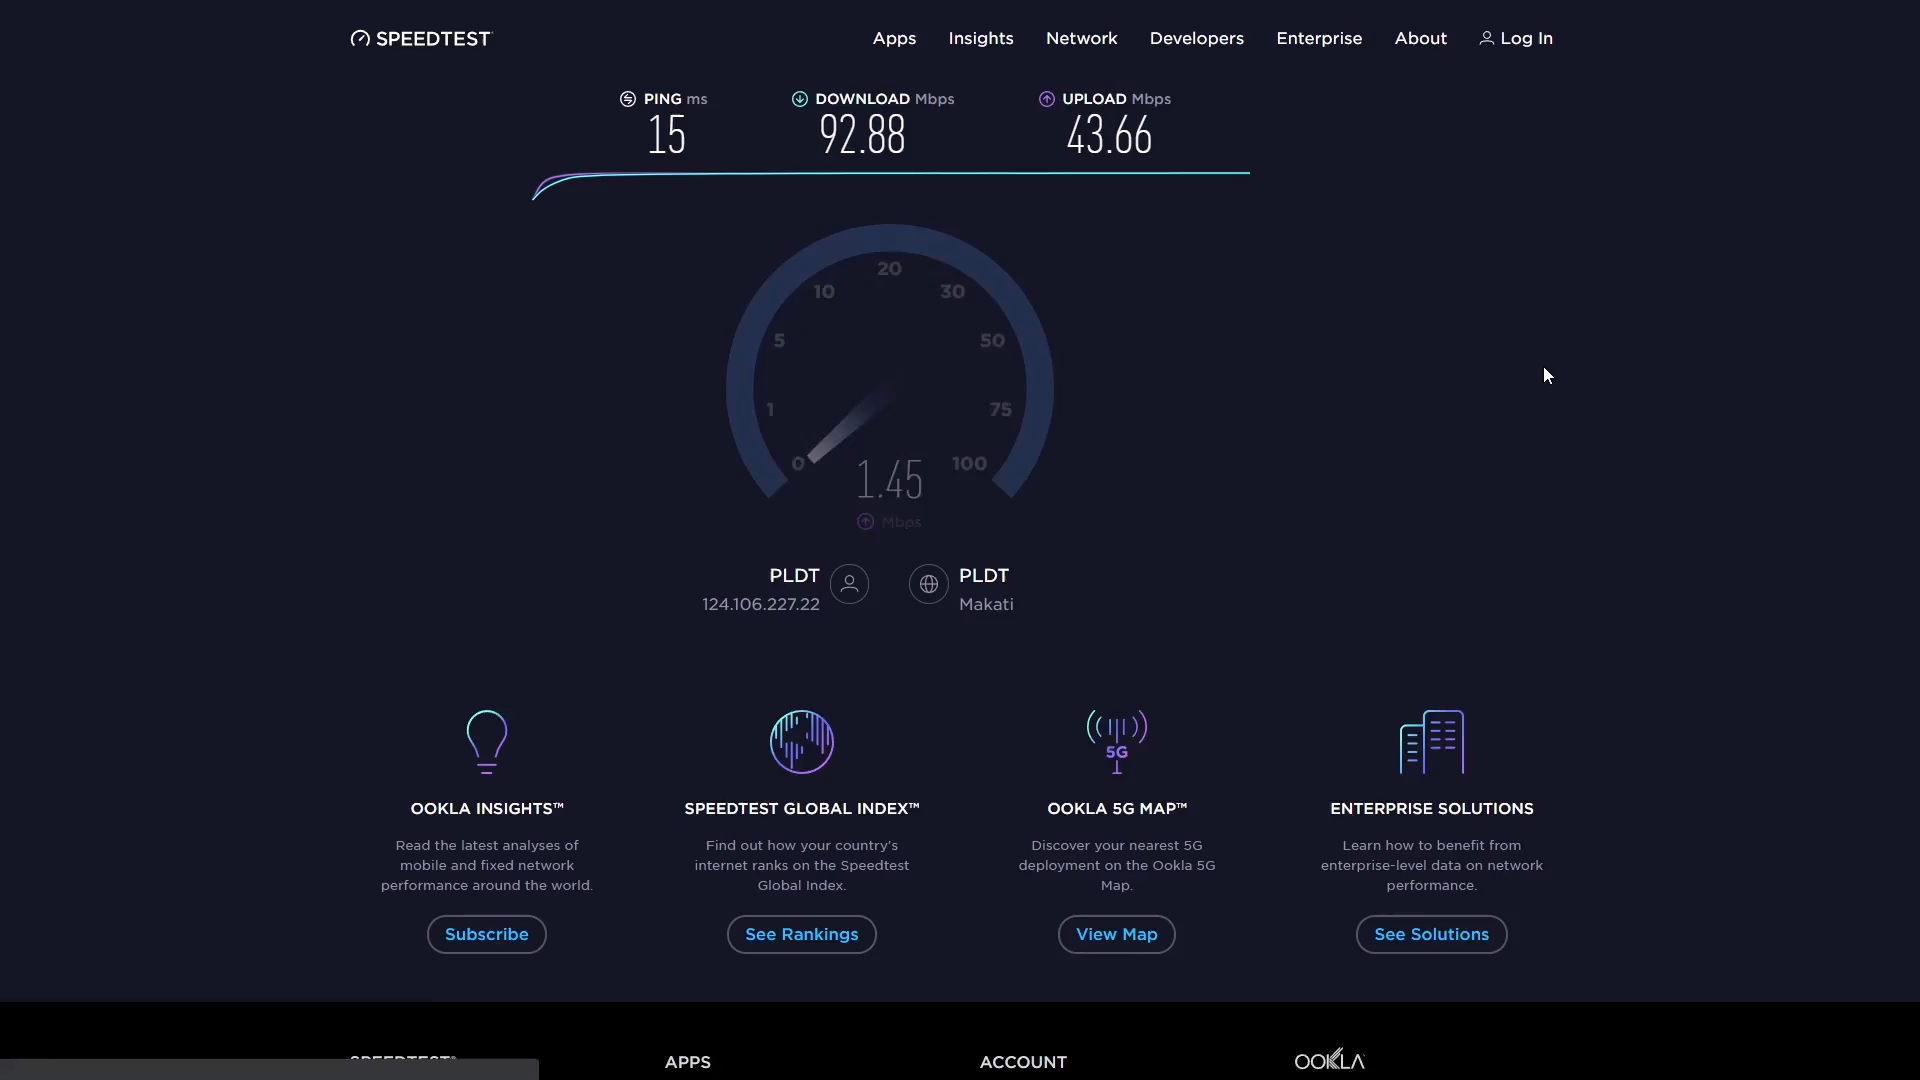 SPEEDTEST
Apps Insights Network Developers Enterprise About Log In
PING ms DOWNLOAD Mbps UPLOAD Mbps
15 92.88 43.66
20
10 30
5 50
1 75
0 100
1.45
Mbps
PLDT PLDT
124.106.227.22 Makati
5G
OOKLA INSIGHTS™ SPEEDTEST GLOBAL INDEX™ OOKLA 5G MAP™ ENTERPRISE SOLUTIONS
Read the latest analyses of Find out how your country's Discover your nearest 5G Learn how to benefit from
mobile and fixed network internet ranks on the Speedtest deployment on the Ookla 5G enterprise-level data on network
performance around the world. Global Index. Map. performance.
Subscribe See Rankings View Map See Solutions
SPEEDTEST® APPS ACCOUNT OOKLA